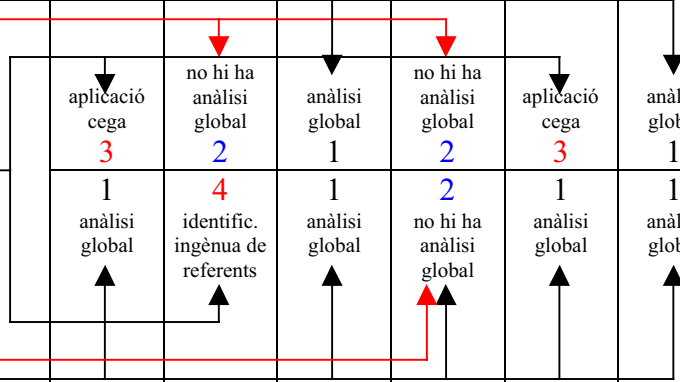 aplicació
cega
3
no hi ha
anàlisi
global
2
anàlisi
global
1
no hi ha
anàlisi
global
2
aplicació
cega
3
1
1
anàlisi
global
4
identific.
ingènua de
referents
1
anàlisi
global
2
no hi ha
anàlisi
global
1
anàlisi
global
1